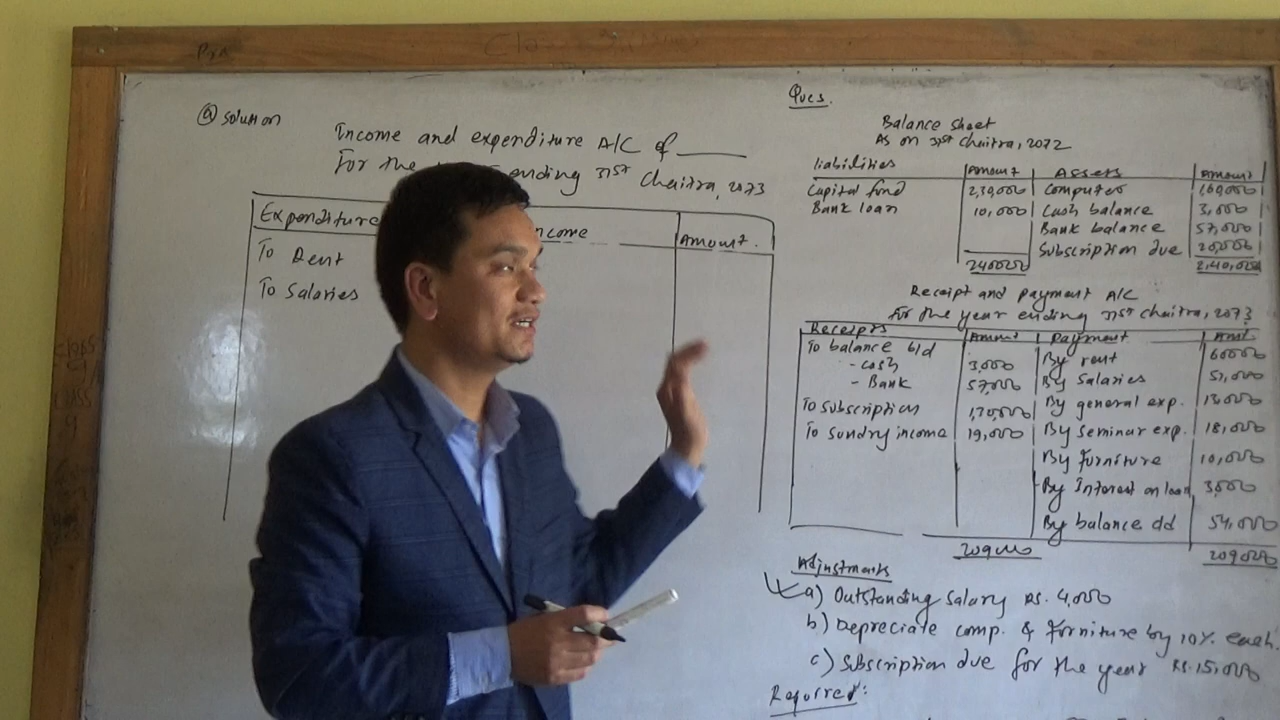 ⓐ Solution
Income and expenditure A/C of ____
For the ending 31st Chaitra, 2073
Expenditure Income Amount.
To Rent
To Salaries
Ques.
Balance sheet
As on 31st Chaitra, 2072
liabilities Amount Assets Amount
Capital fund 2,30,000 Computer 1,60,000
Bank loan 10,000 Cash balance 3,000
Bank balance 57,000
Subscription due 20,000
240000 2,40,000
Receipt and payment A/C
for the year ending 31st Chaitra, 2073
Receipts Amount payment Amt.
To balance b/d By rent 60000
- Cash 3,000
- Bank 57,000 By Salaries 51,000
To subscription 1,30,000 By general exp. 13,000
To Sundry income 19,000 By Seminar exp. 18,000
By furniture 10,000
By Interest on loan 3,000
By balance c/d 54,000
209000 209000
Adjustments
a) Outstanding Salary Rs. 4,000
b) Depreciate comp. & furniture by 10% each.
c) Subscription due for the year Rs. 15,000
Required: